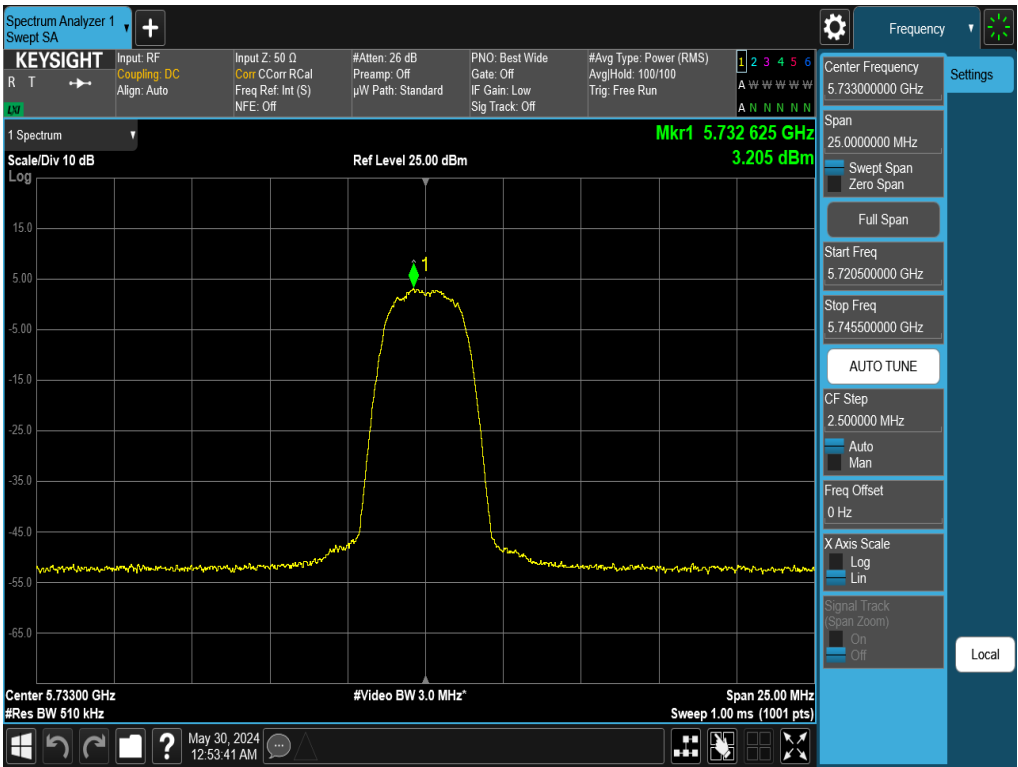 Spectrum Analyzer 1
Swept SA
+
Frequency
KEYSIGHT
R T
LXI
Input: RF
Coupling: DC
Align: Auto
Input Z: 50 Ω
Corr CCorr RCal
Freq Ref: Int (S)
NFE: Off
#Atten: 26 dB
Preamp: Off
µW Path: Standard
PNO: Best Wide
Gate: Off
IF Gain: Low
Sig Track: Off
#Avg Type: Power (RMS)
Avg|Hold: 100/100
Trig: Free Run
1 2 3 4 5 6
A W W W W W
A N N N N N
1 Spectrum
Scale/Div 10 dB
Log
Ref Level 25.00 dBm
Mkr1 5.732 625 GHz
3.205 dBm
15.0
5.00
-5.00
-15.0
-25.0
-35.0
-45.0
-55.0
-65.0
1
Center 5.73300 GHz
#Res BW 510 kHz
#Video BW 3.0 MHz*
Span 25.00 MHz
Sweep 1.00 ms (1001 pts)
Center Frequency
5.733000000 GHz
Settings
Span
25.0000000 MHz
Swept Span
Zero Span
Full Span
Start Freq
5.720500000 GHz
Stop Freq
5.745500000 GHz
AUTO TUNE
CF Step
2.500000 MHz
Auto
Man
Freq Offset
0 Hz
X Axis Scale
Log
Lin
Signal Track
(Span Zoom)
On
Off
Local
?
May 30, 2024
12:53:41 AM